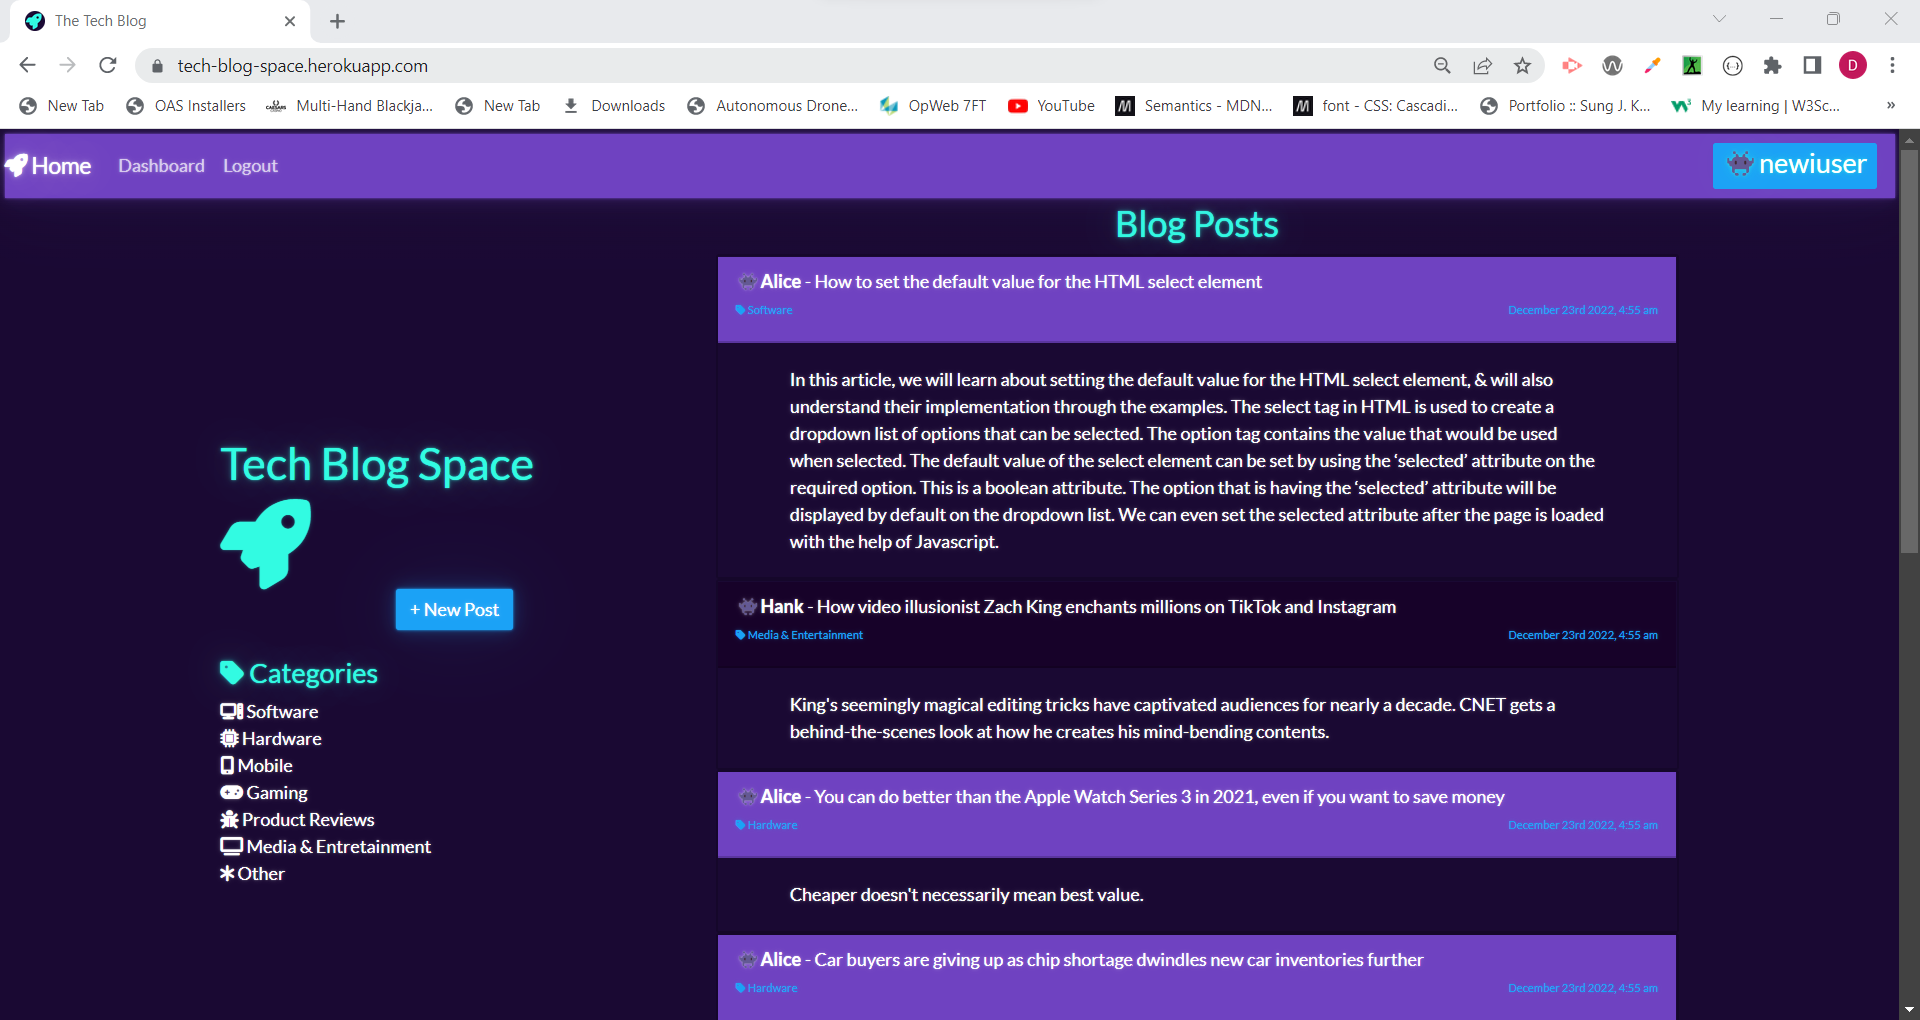 The Tech Blog
tech-blog-space.herokuapp.com
D
New Tab
OAS Installers
Multi-Hand Blackja...
New Tab
Downloads
Autonomous Drone...
OpWeb 7FT
YouTube
Semantics - MDN...
font - CSS: Cascadi...
Portfolio :: Sung J. K...
My learning | W3Sc...
»
Home
Dashboard
Logout
newiuser
Blog Posts
Alice - How to set the default value for the HTML select element
Software
December 23rd 2022, 4:55 am
In this article, we will learn about setting the default value for the HTML select element, & will also
understand their implementation through the examples. The select tag in HTML is used to create a
dropdown list of options that can be selected. The option tag contains the value that would be used
when selected. The default value of the select element can be set by using the ‘selected’ attribute on the
required option. This is a boolean attribute. The option that is having the ‘selected’ attribute will be
displayed by default on the dropdown list. We can even set the selected attribute after the page is loaded
with the help of Javascript.
Hank - How video illusionist Zach King enchants millions on TikTok and Instagram
Media & Entertainment
December 23rd 2022, 4:55 am
King's seemingly magical editing tricks have captivated audiences for nearly a decade. CNET gets a
behind-the-scenes look at how he creates his mind-bending contents.
Alice - You can do better than the Apple Watch Series 3 in 2021, even if you want to save money
Hardware
December 23rd 2022, 4:55 am
Cheaper doesn't necessarily mean best value.
Alice - Car buyers are giving up as chip shortage dwindles new car inventories further
Hardware
December 23rd 2022, 4:55 am
Tech Blog Space
+ New Post
Categories
Software
Hardware
Mobile
Gaming
Product Reviews
Media & Entretainment
Other